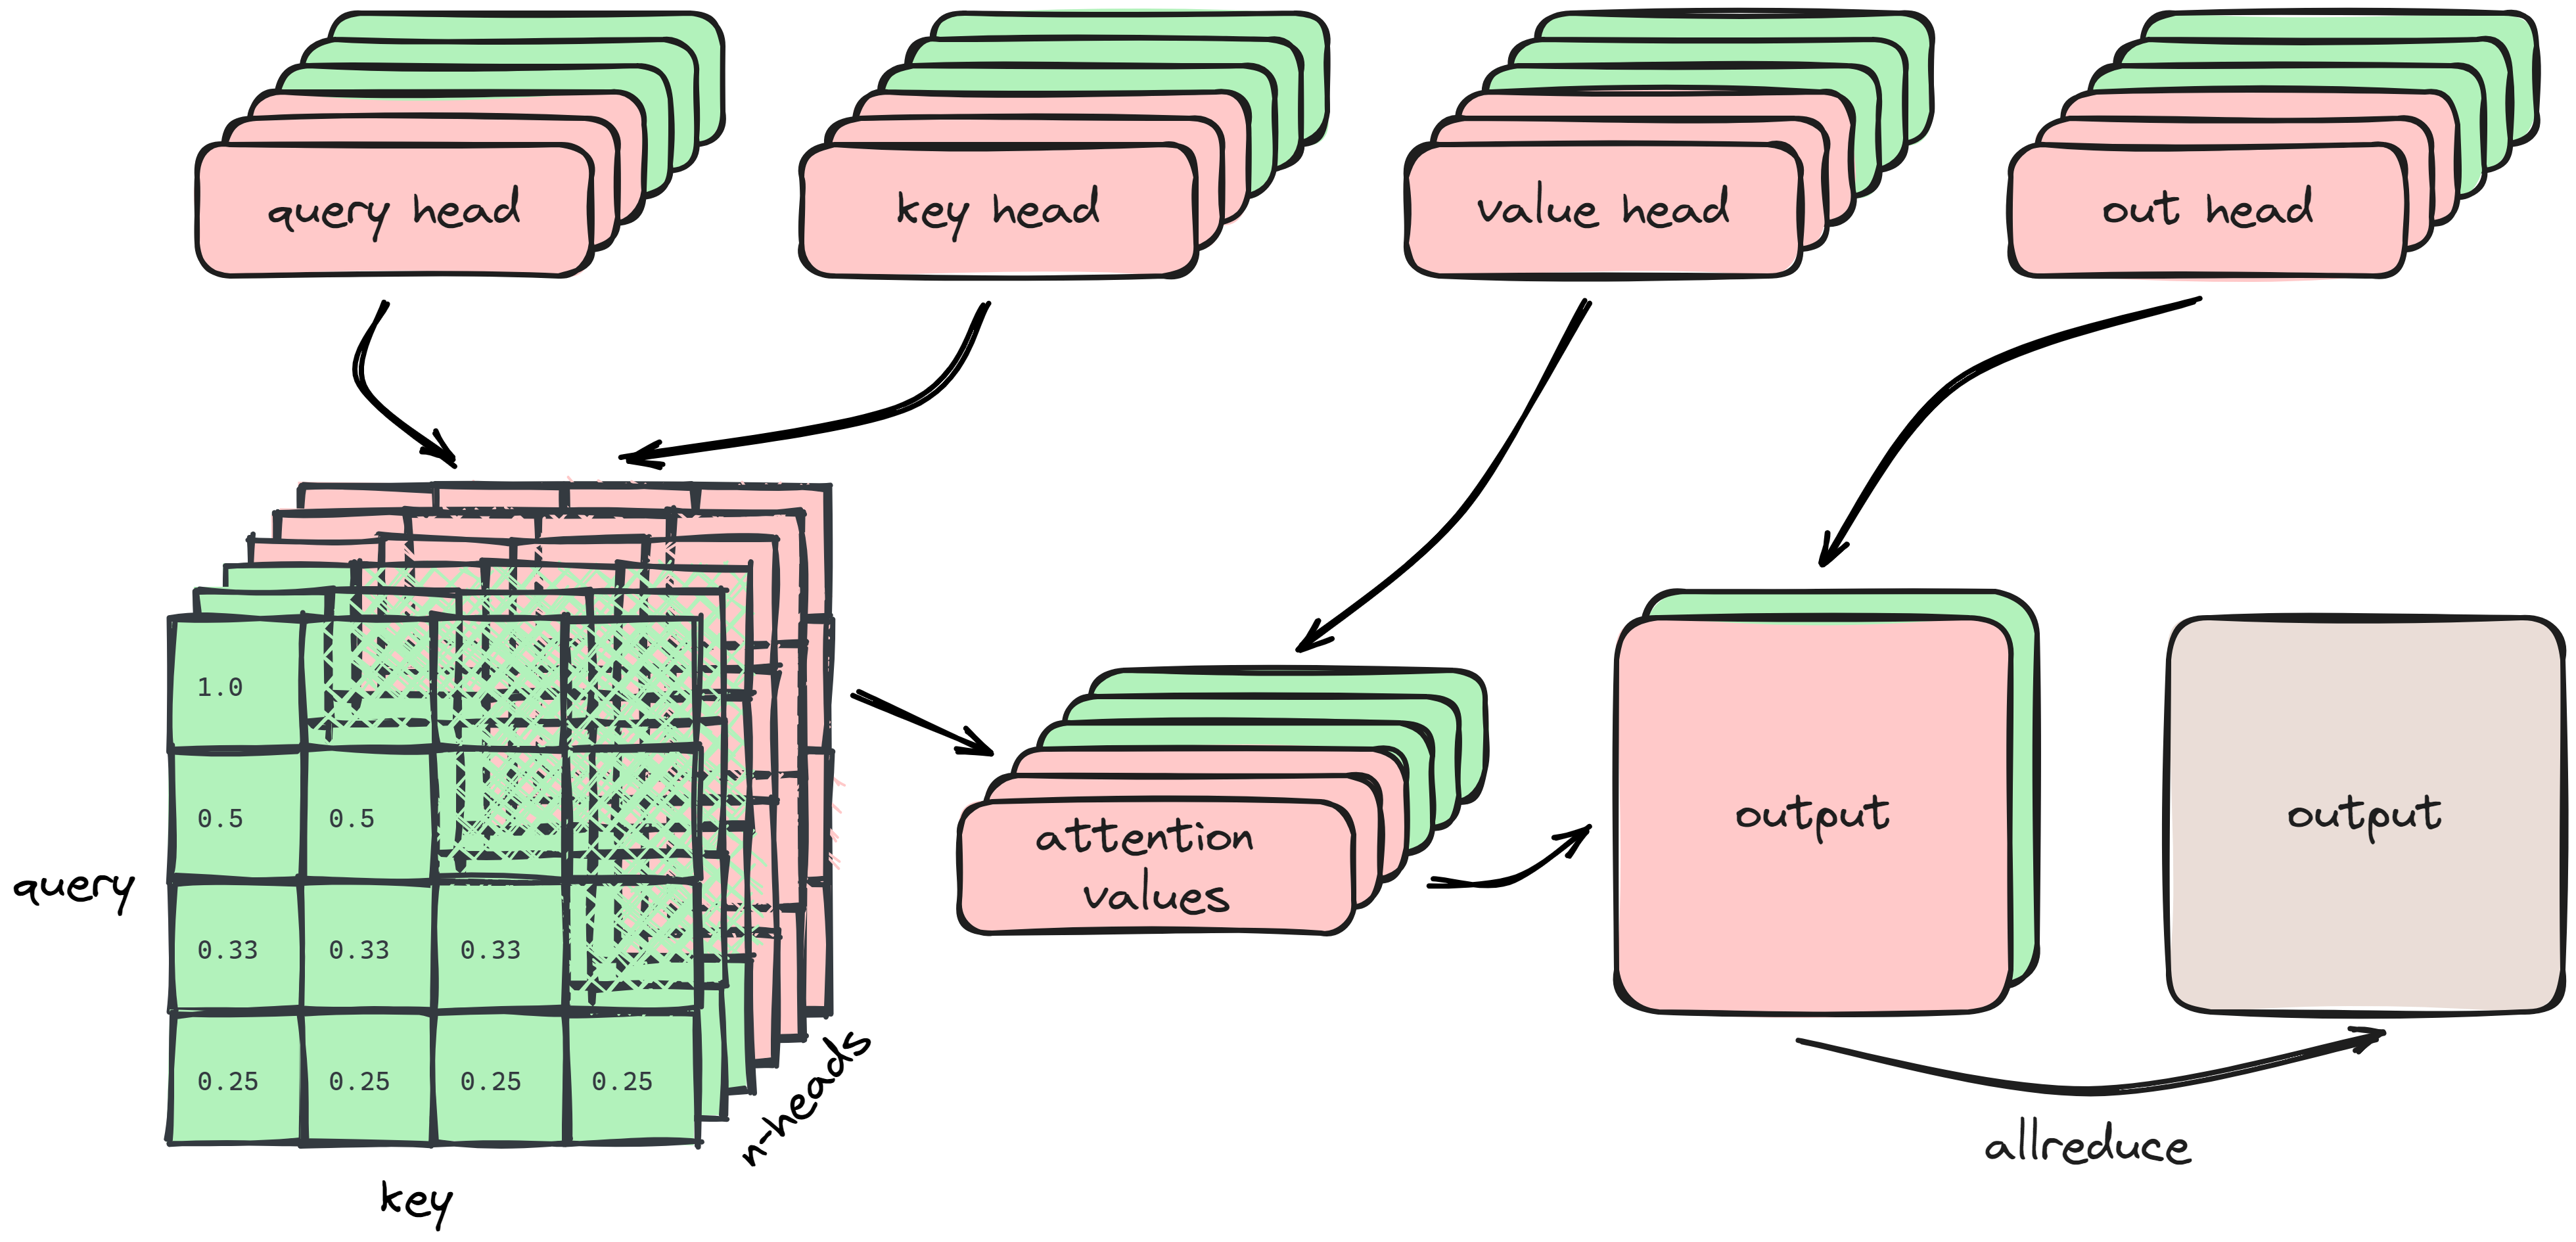 query head
key head
value head
out head
1.0
0.5 0.5
0.33 0.33 0.33
0.25 0.25 0.25 0.25
query
key
n-heads
attention
values
output
output
allreduce